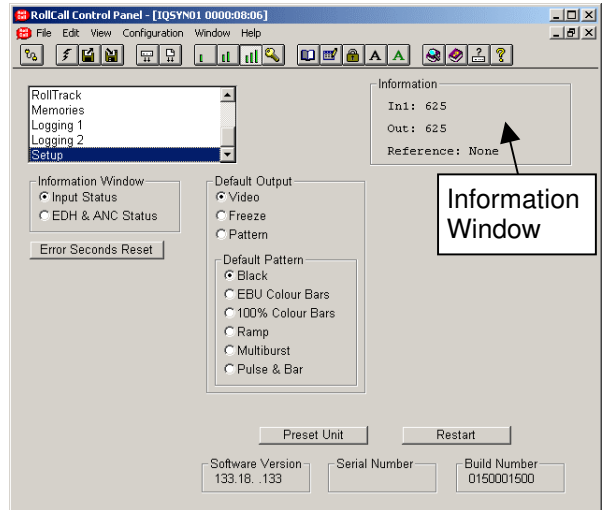 RollCall Control Panel - [IQSYN01 0000:08:06]
File Edit View Configuration Window Help
A A
RollTrack
Memories
Logging 1
Logging 2
Setup
Information
In1: 625
Out: 625
Reference: None
Information
Window
Information Window
Input Status
EDH & ANC Status
Error Seconds Reset
Default Output
Video
Freeze
Pattern
Default Pattern
Black
EBU Colour Bars
100% Colour Bars
Ramp
Multiburst
Pulse & Bar
Preset Unit
Restart
Software Version
133.18. .133
Serial Number
Build Number
0150001500